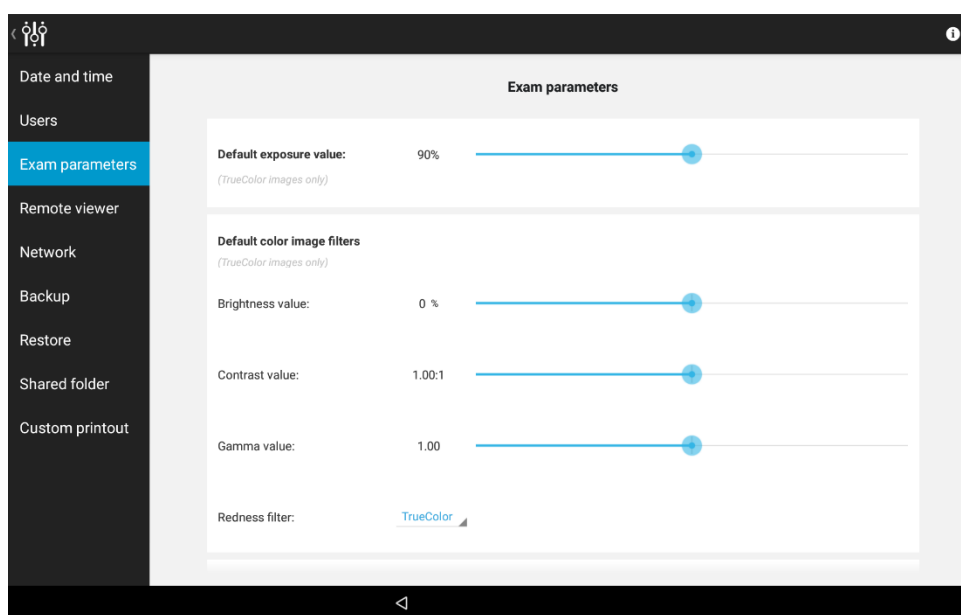 Date and time
Users
Exam parameters
Remote viewer
Network
Backup
Restore
Shared folder
Custom printout
Exam parameters
Default exposure value: 90%
(TrueColor images only)
Default color image filters
(TrueColor images only)
Brightness value: 0 %
Contrast value: 1.00:1
Gamma value: 1.00
Redness filter: TrueColor